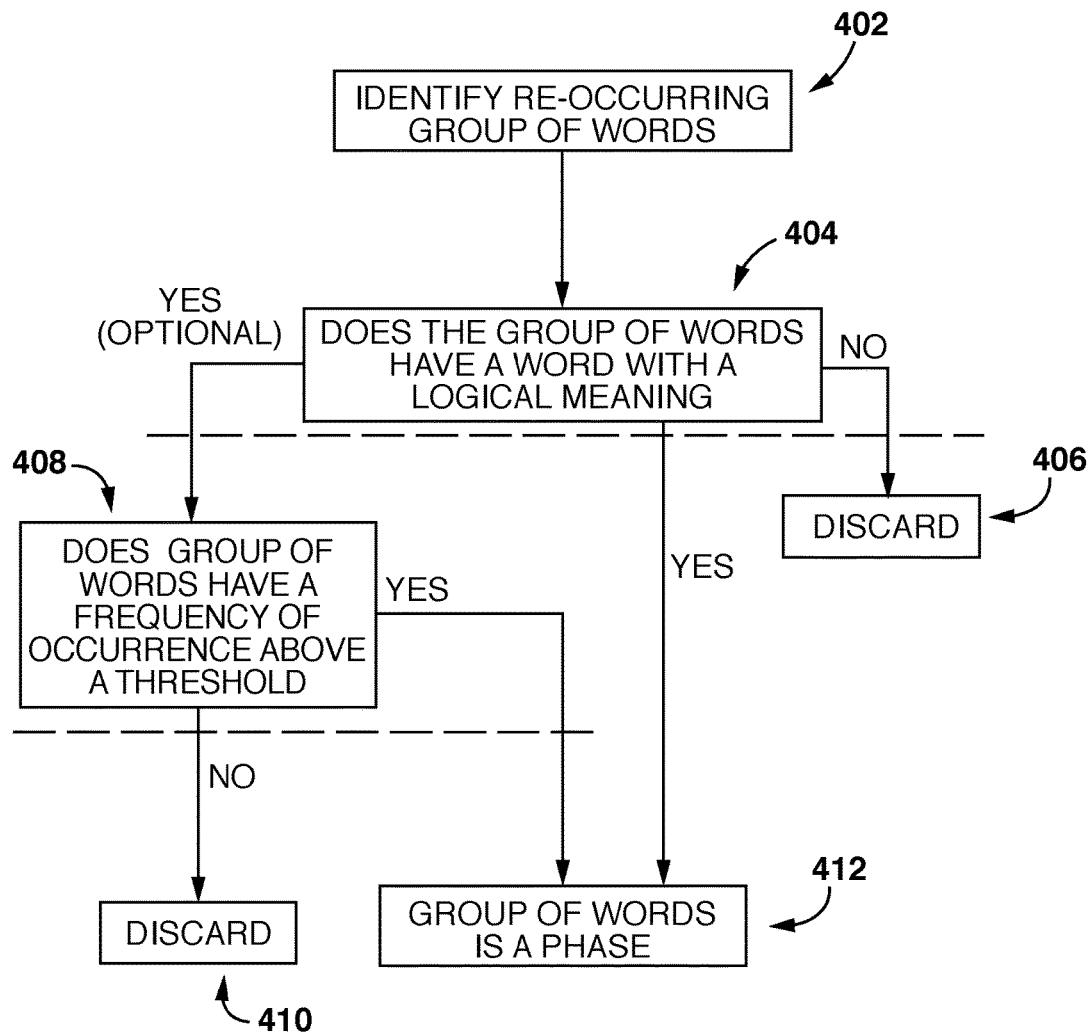 402
IDENTIFY RE-OCCURRING
GROUP OF WORDS
404
YES
(OPTIONAL)
DOES THE GROUP OF WORDS
HAVE A WORD WITH A
LOGICAL MEANING
NO
408
406
DISCARD
DOES GROUP OF
WORDS HAVE A
FREQUENCY OF
OCCURRENCE ABOVE
A THRESHOLD
YES
YES
NO
412
DISCARD
GROUP OF WORDS
IS A PHASE
410